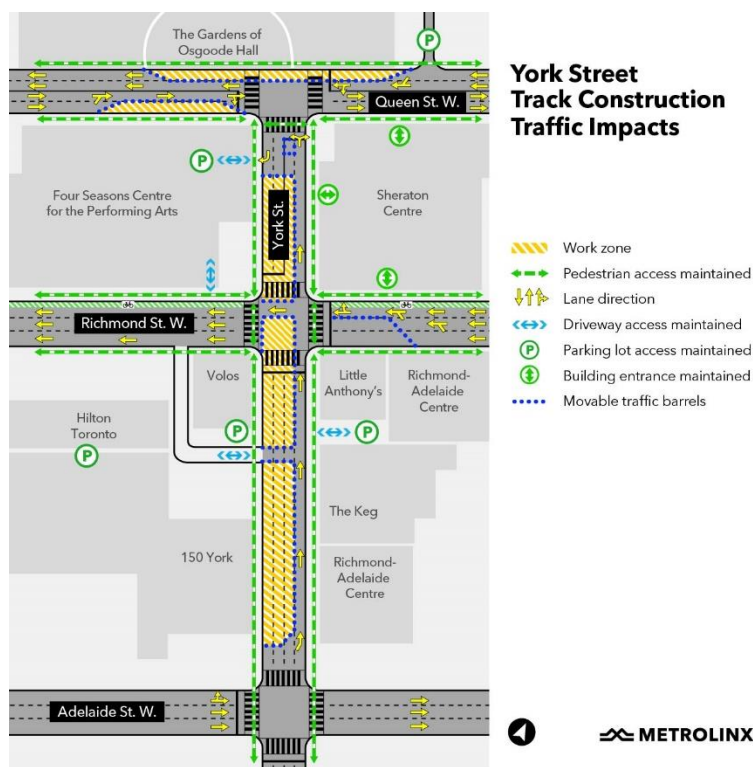 The Gardens of
Osgoode Hall
P
Queen St. W.
York Street
Track Construction
Traffic Impacts
P
Four Seasons Centre
for the Performing Arts
York St.
Sheraton
Centre
Work zone
Pedestrian access maintained
Lane direction
Driveway access maintained
P
Parking lot access maintained
Building entrance maintained
Movable traffic barrels
Richmond St. W.
Volos
Little
Anthony's
Richmond-
Adelaide
Centre
Hilton
Toronto
P
P
P
The Keg
150 York
Richmond-
Adelaide
Centre
Adelaide St. W.
METROLINX